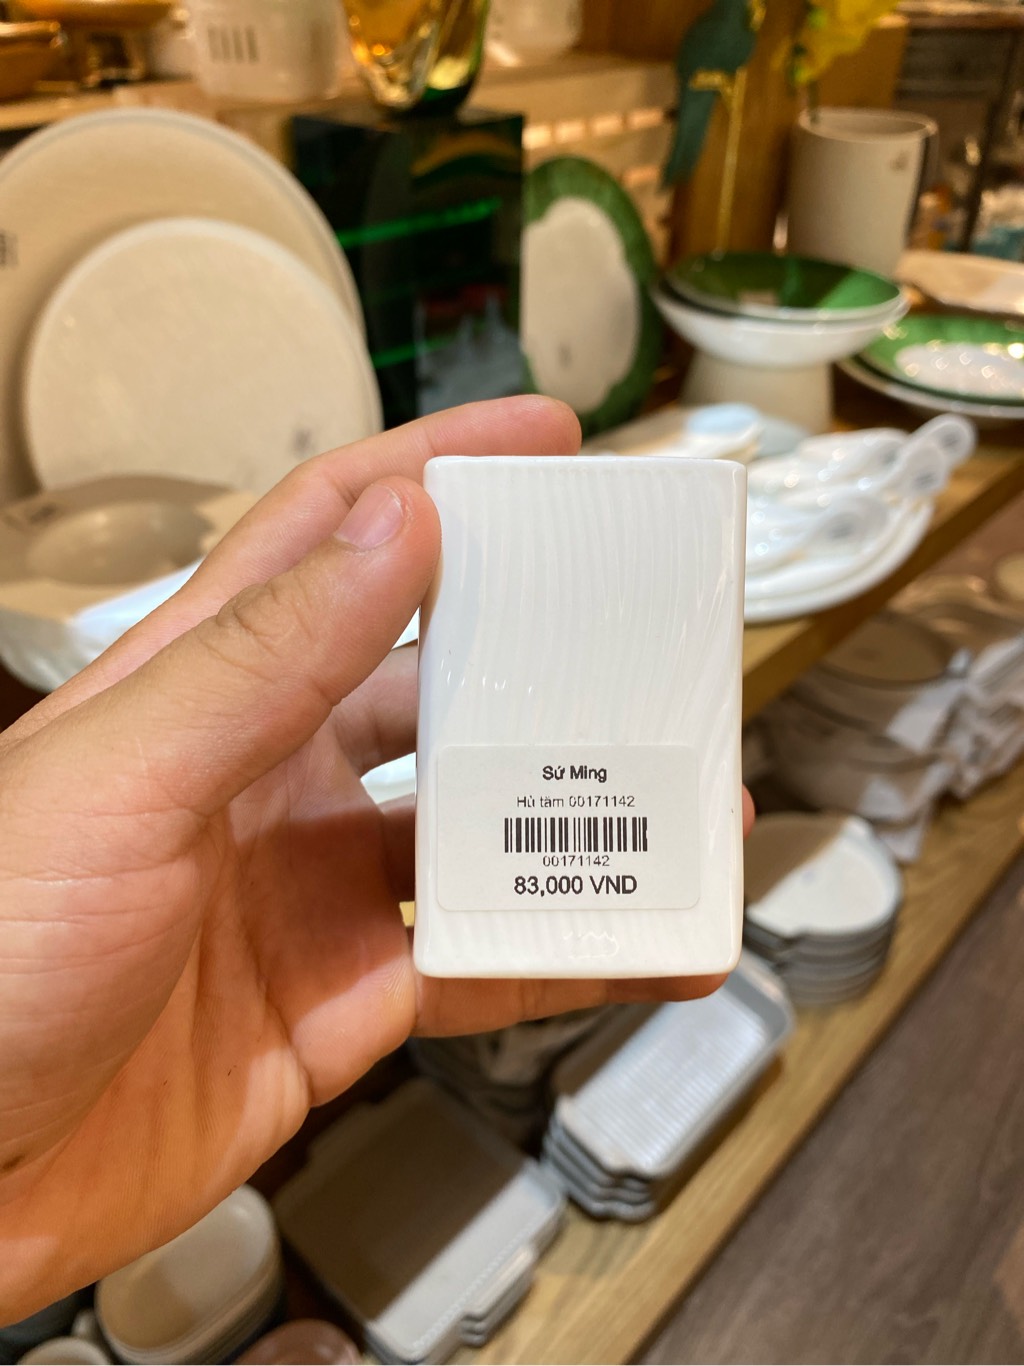 Sứ Ming
Hủ tăm 00171142
00171142
83,000 VND